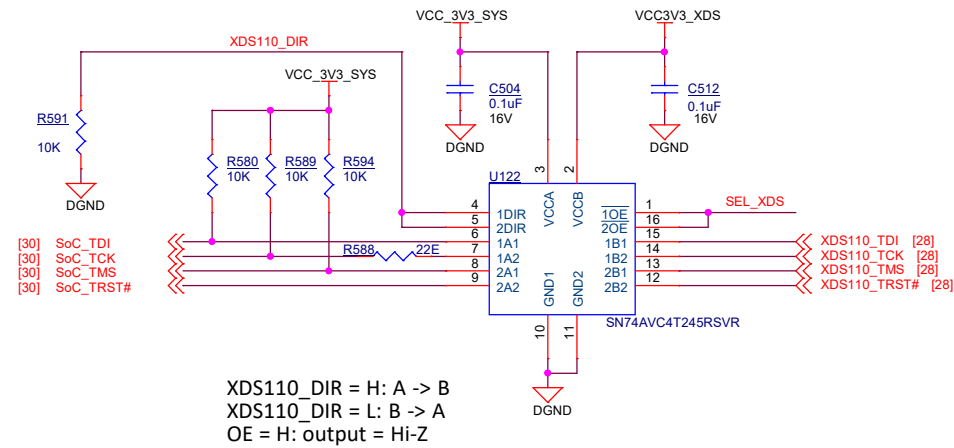 VCC_3V3_SYS VCC3V3_XDS
XDS110_DIR
VCC_3V3_SYS
C504 C512
0.1uF 0.1uF
16V 16V
R591
10K
DGND DGND
R580 R589 R594
10K 10K 10K
DGND
U122
3 2
VCCA VCCB
4 1DIR 1OE 1 SEL_XDS
5 2DIR 2OE 16
[30] SoC_TDI 6 1A1 1B1 15 XDS110_TDI [28]
[30] SoC_TCK R588 22E 7 1A2 1B2 14 XDS110_TCK [28]
[30] SoC_TMS 8 2A1 2B1 13 XDS110_TMS [28]
[30] SoC_TRST# 9 2A2 2B2 12 XDS110_TRST# [28]
GND1 GND2
10 11
SN74AVC4T245RSVR
DGND
XDS110_DIR = H: A -> B
XDS110_DIR = L: B -> A
OE = H: output = Hi-Z